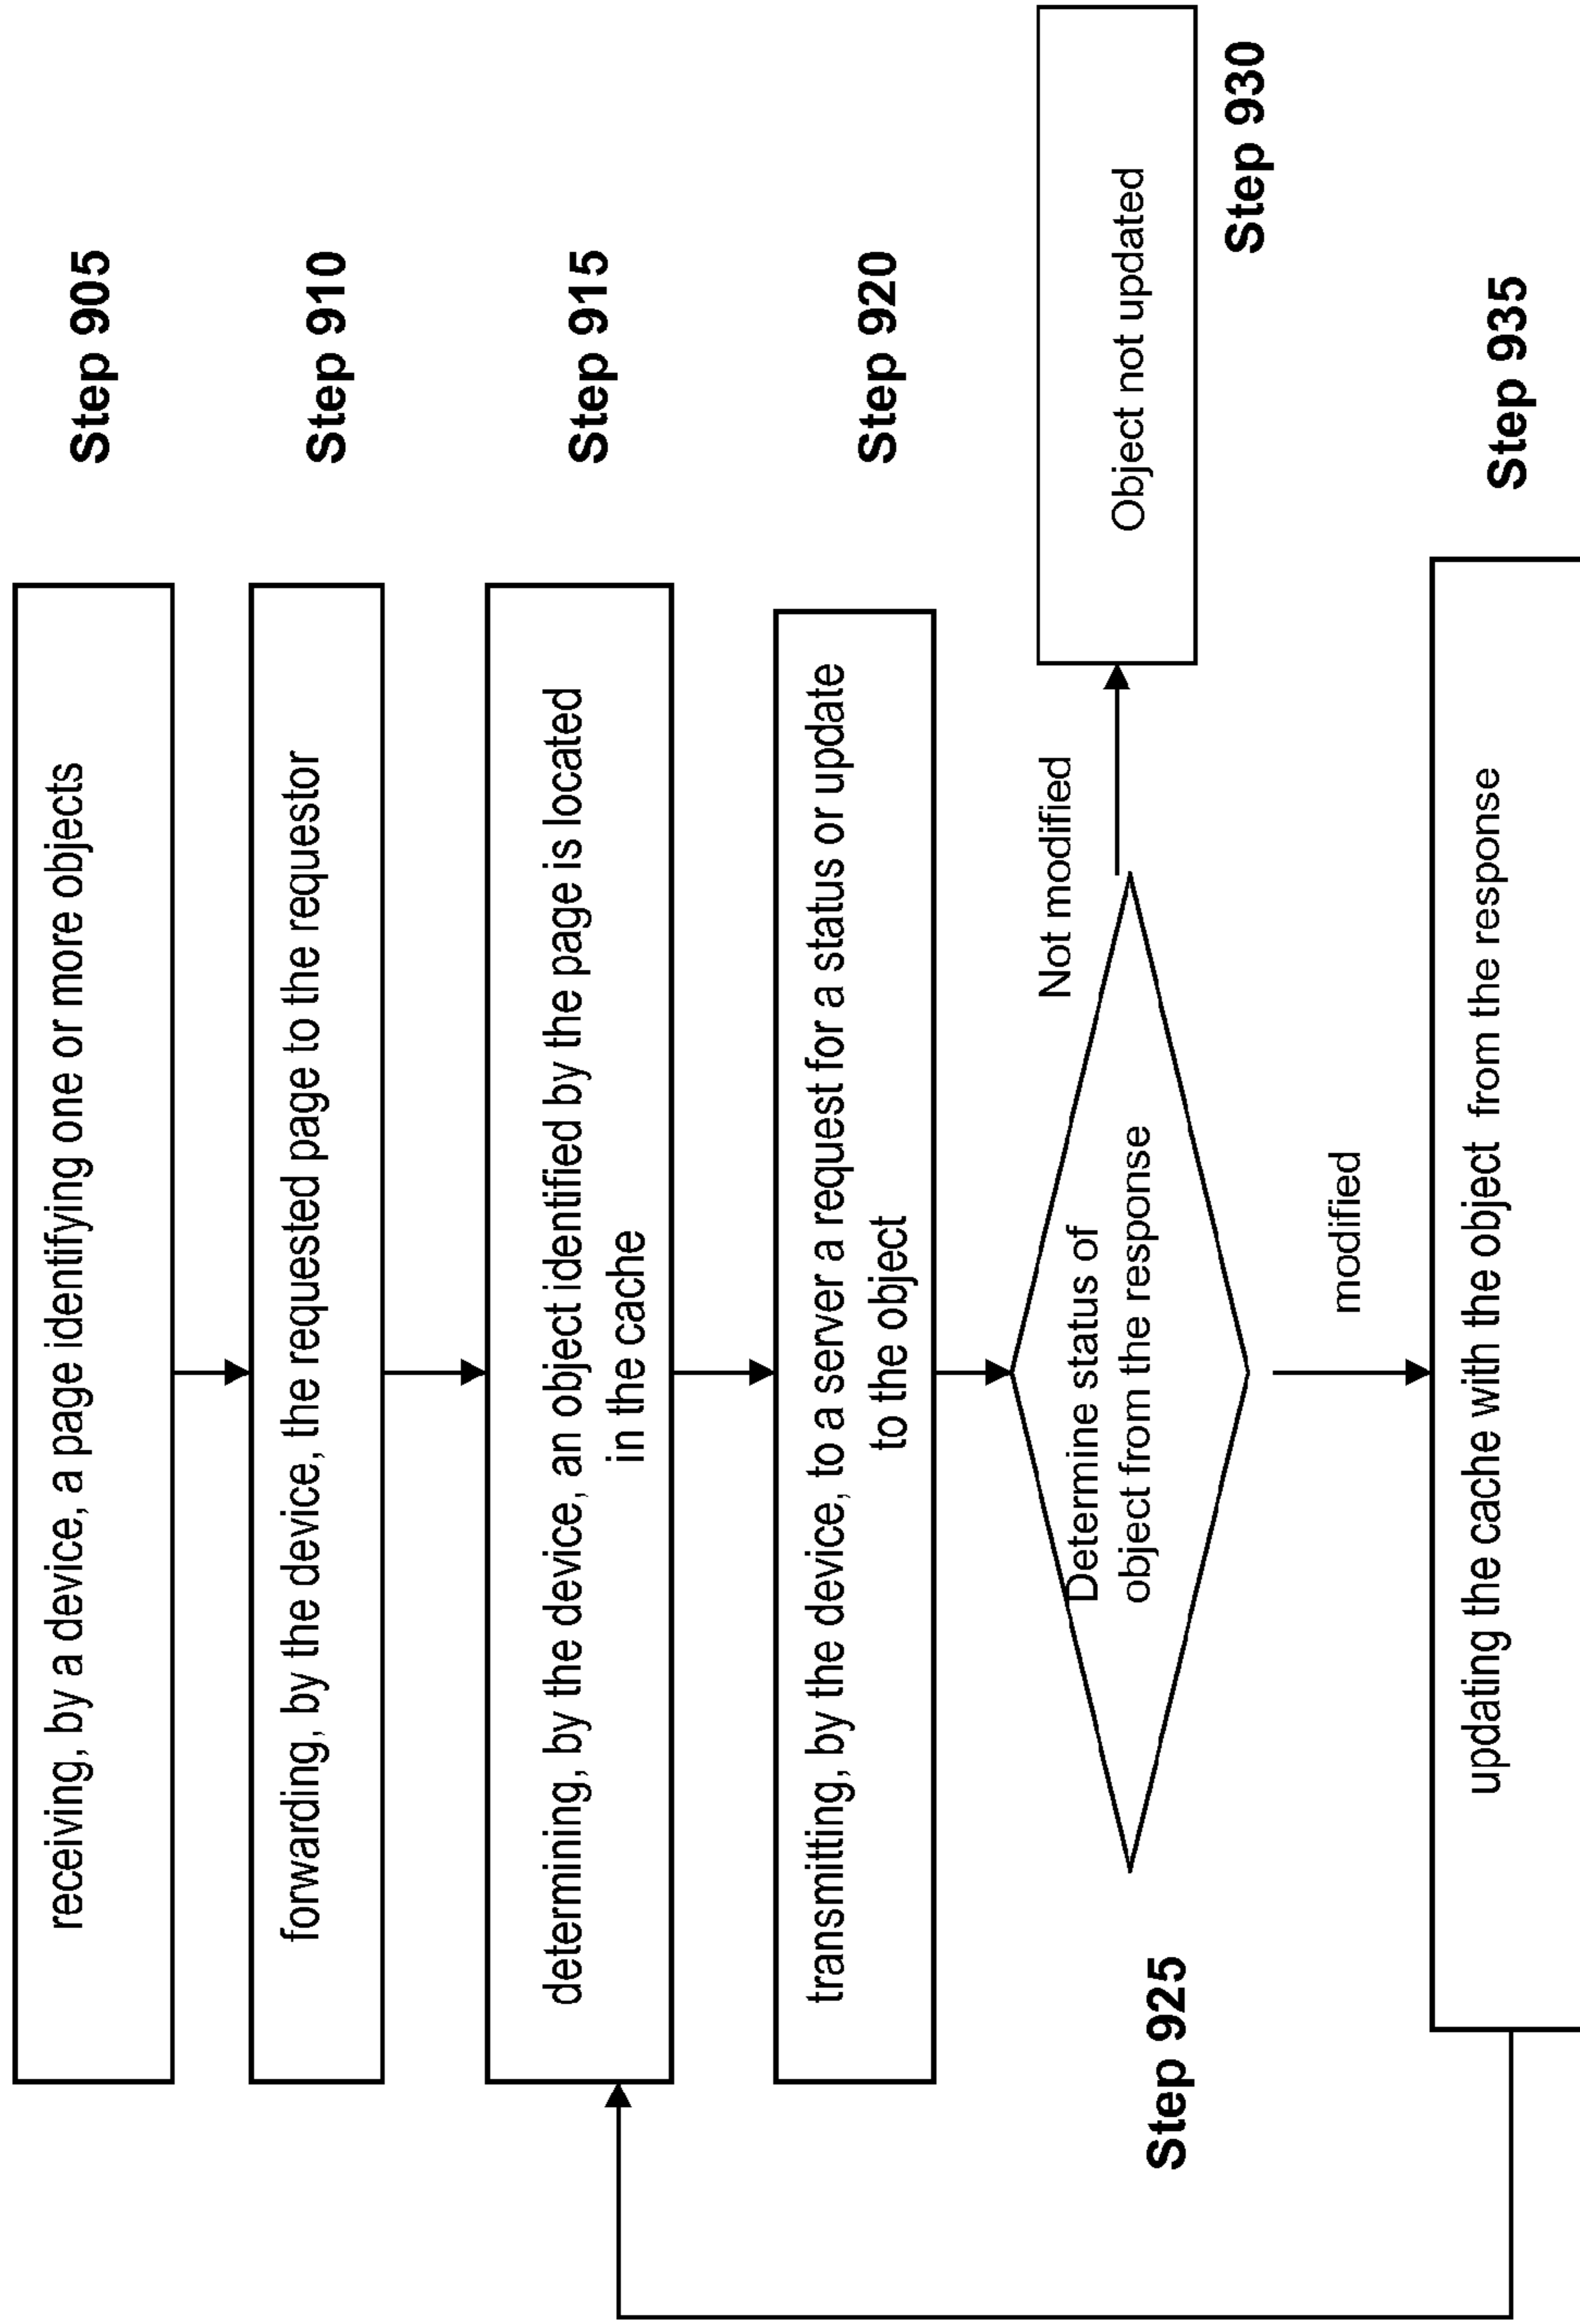 receiving, by a device, a page identifying one or more objects
Step 905
forwarding, by the device, the requested page to the requestor
Step 910
determining, by the device, an object identified by the page is located
in the cache
Step 915
transmitting, by the device, to a server a request for a status or update
to the object
Step 920
Determine status of
object from the response
Step 925
Not modified
Object not updated
Step 930
modified
updating the cache with the object from the response
Step 935